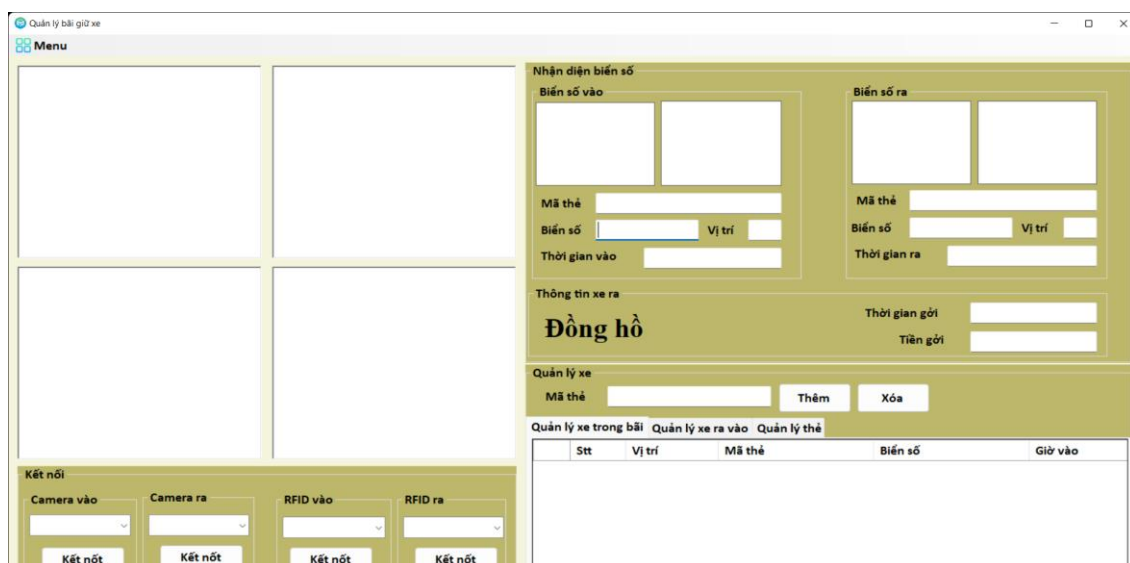 Quản lý bãi giữ xe
Menu
Nhận diện biển số
Biển số vào
Mã thẻ
Biển số Vị trí
Thời gian vào
Biển số ra
Mã thẻ
Biển số Vị trí
Thời gian ra
Thông tin xe ra
Đồng hồ
Thời gian gởi
Tiền gởi
Quản lý xe
Mã thẻ Thêm Xóa
Quản lý xe trong bãi Quản lý xe ra vào Quản lý thẻ
Stt Vị trí Mã thẻ Biển số Giờ vào
Kết nối
Camera vào Camera ra RFID vào RFID ra
Kết nốt Kết nốt Kết nốt Kết nốt